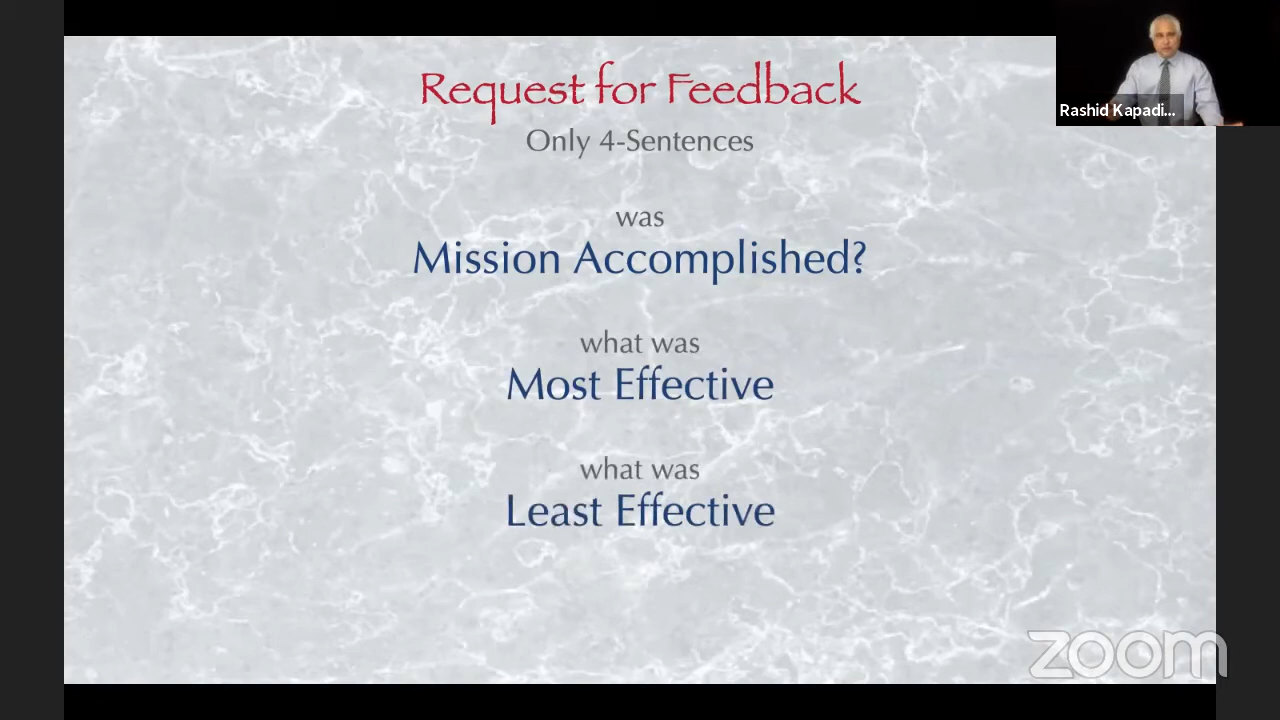 Request for Feedback
Only 4-Sentences
was
Mission Accomplished?
what was
Most Effective
what was
Least Effective
Rashid Kapadi...
zoom